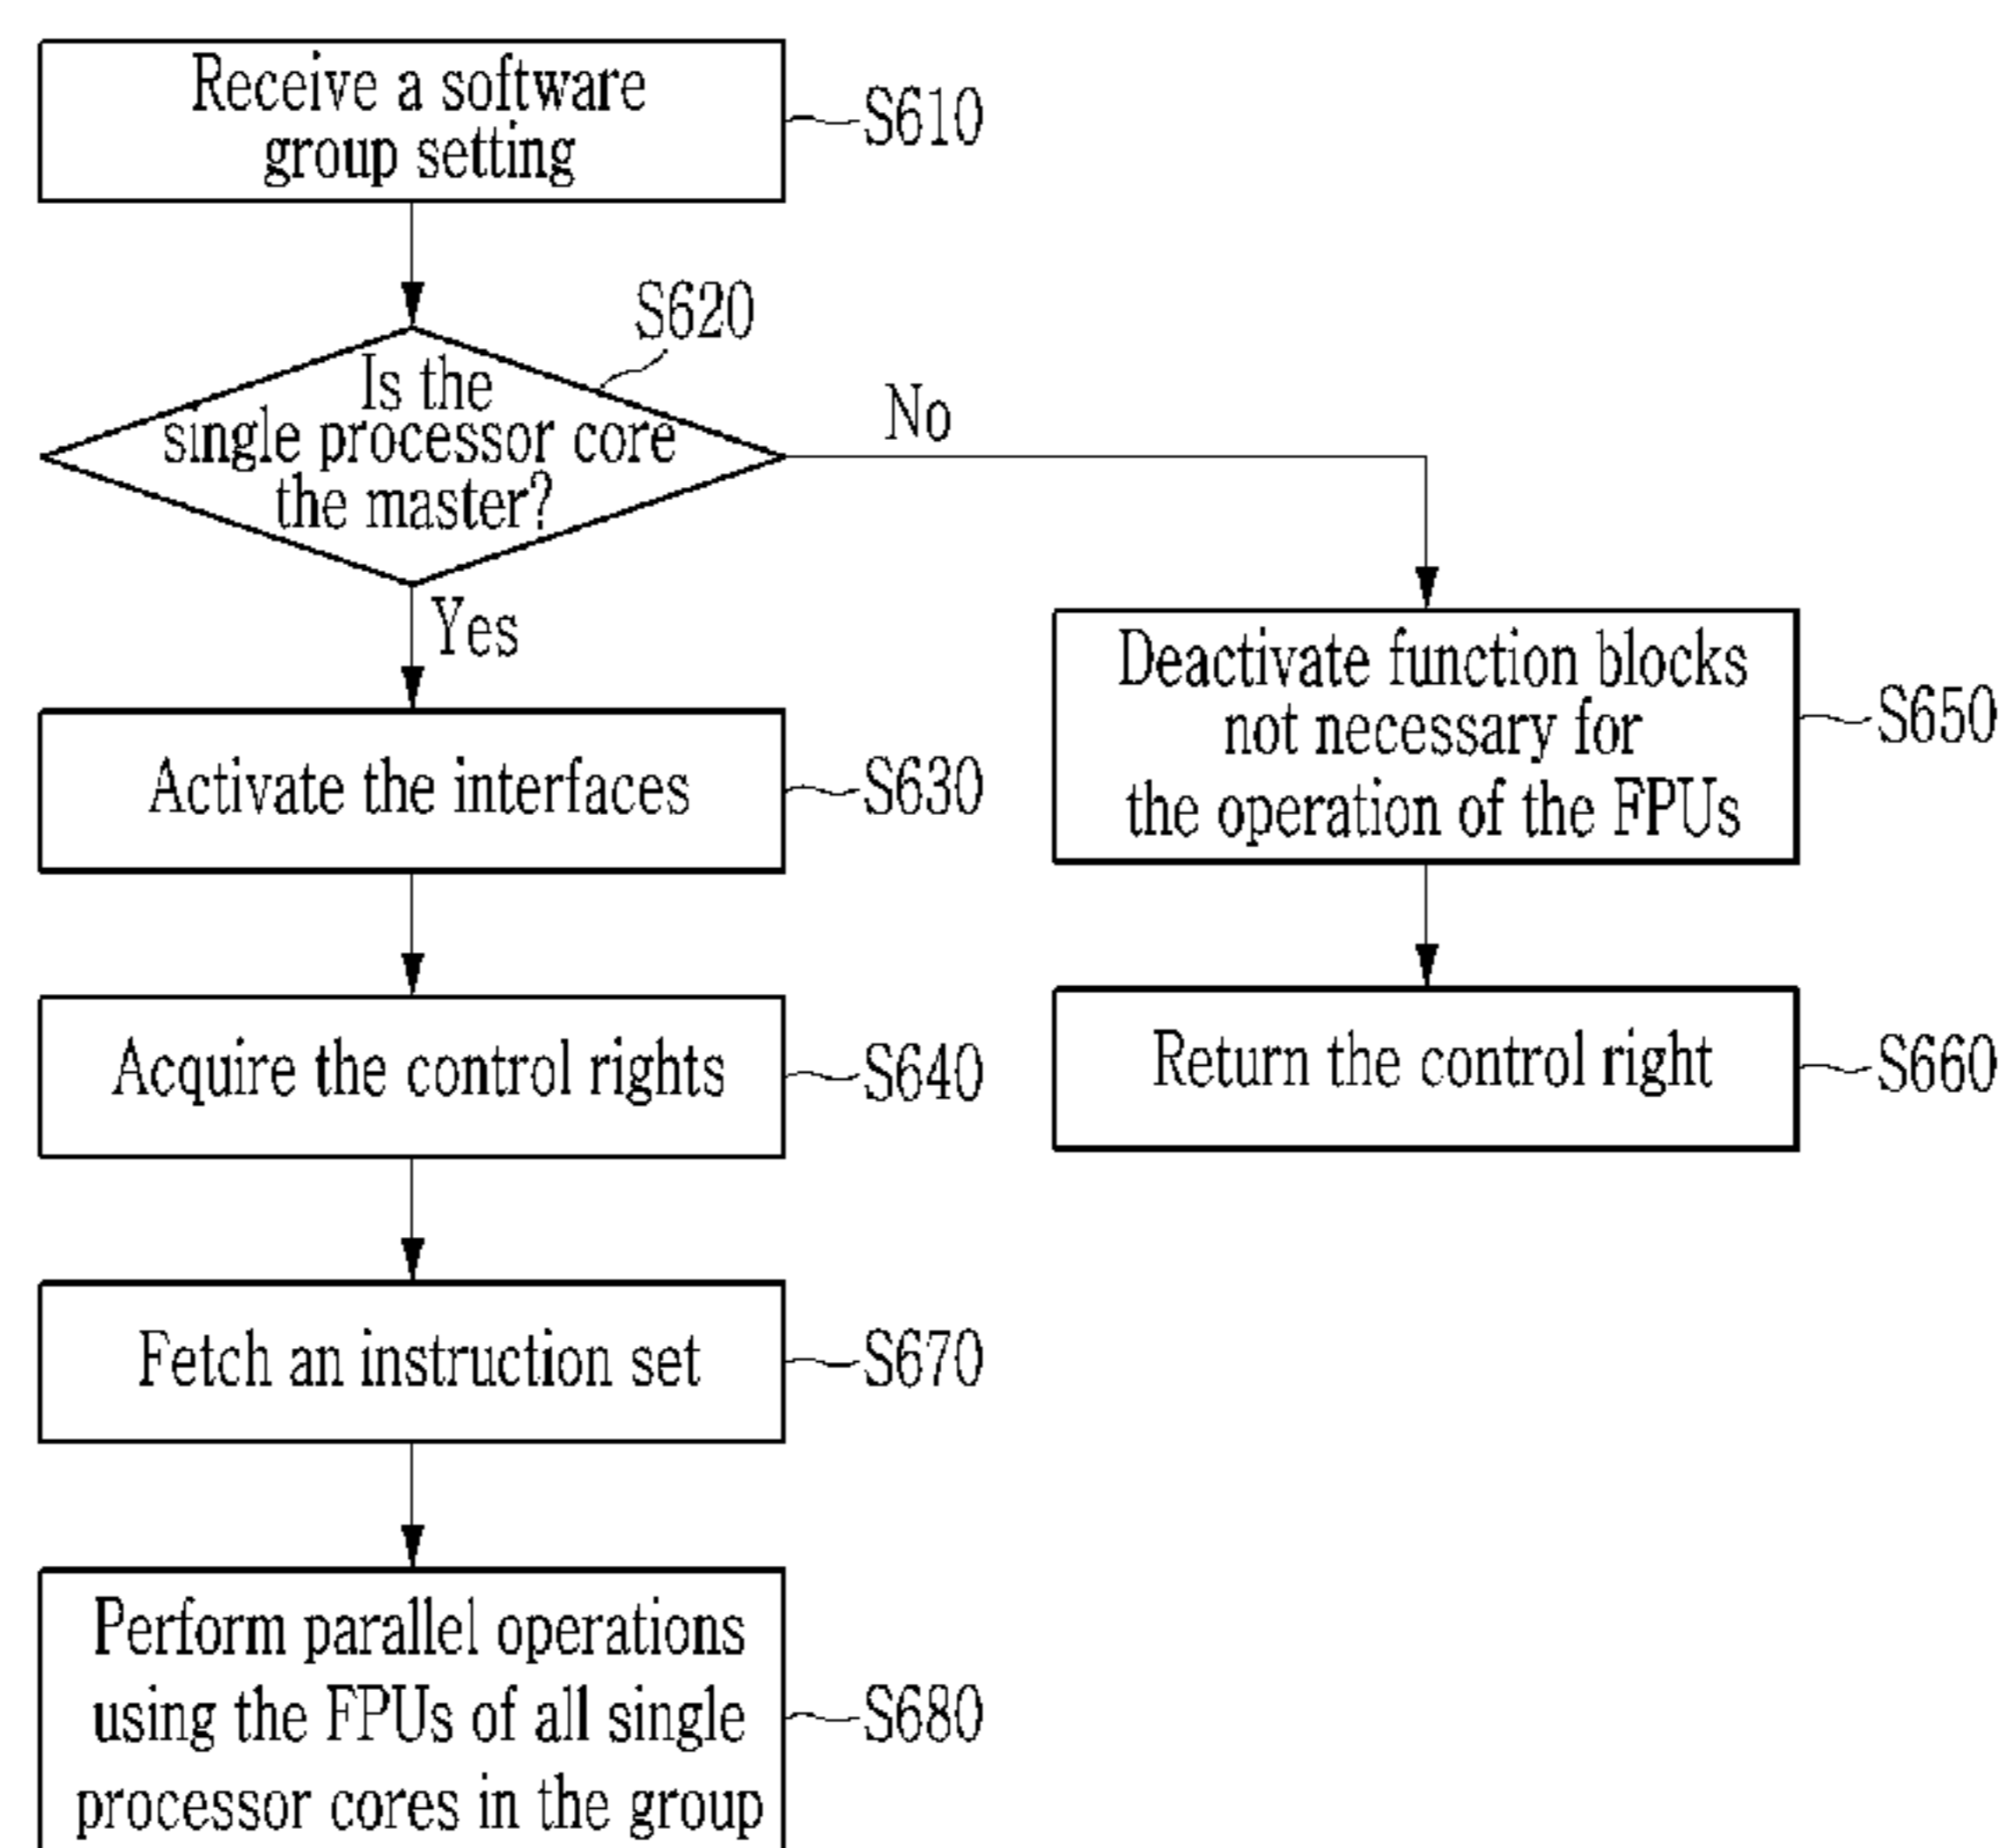 Receive a software
group setting
S610
S620
Is the
single processor core
the master?
No
Yes
Activate the interfaces
S630
Deactivate function blocks
not necessary for
the operation of the FPUs
S650
Acquire the control rights
S640
Return the control right
S660
Fetch an instruction set
S670
Perform parallel operations
using the FPUs of all single
processor cores in the group
S680